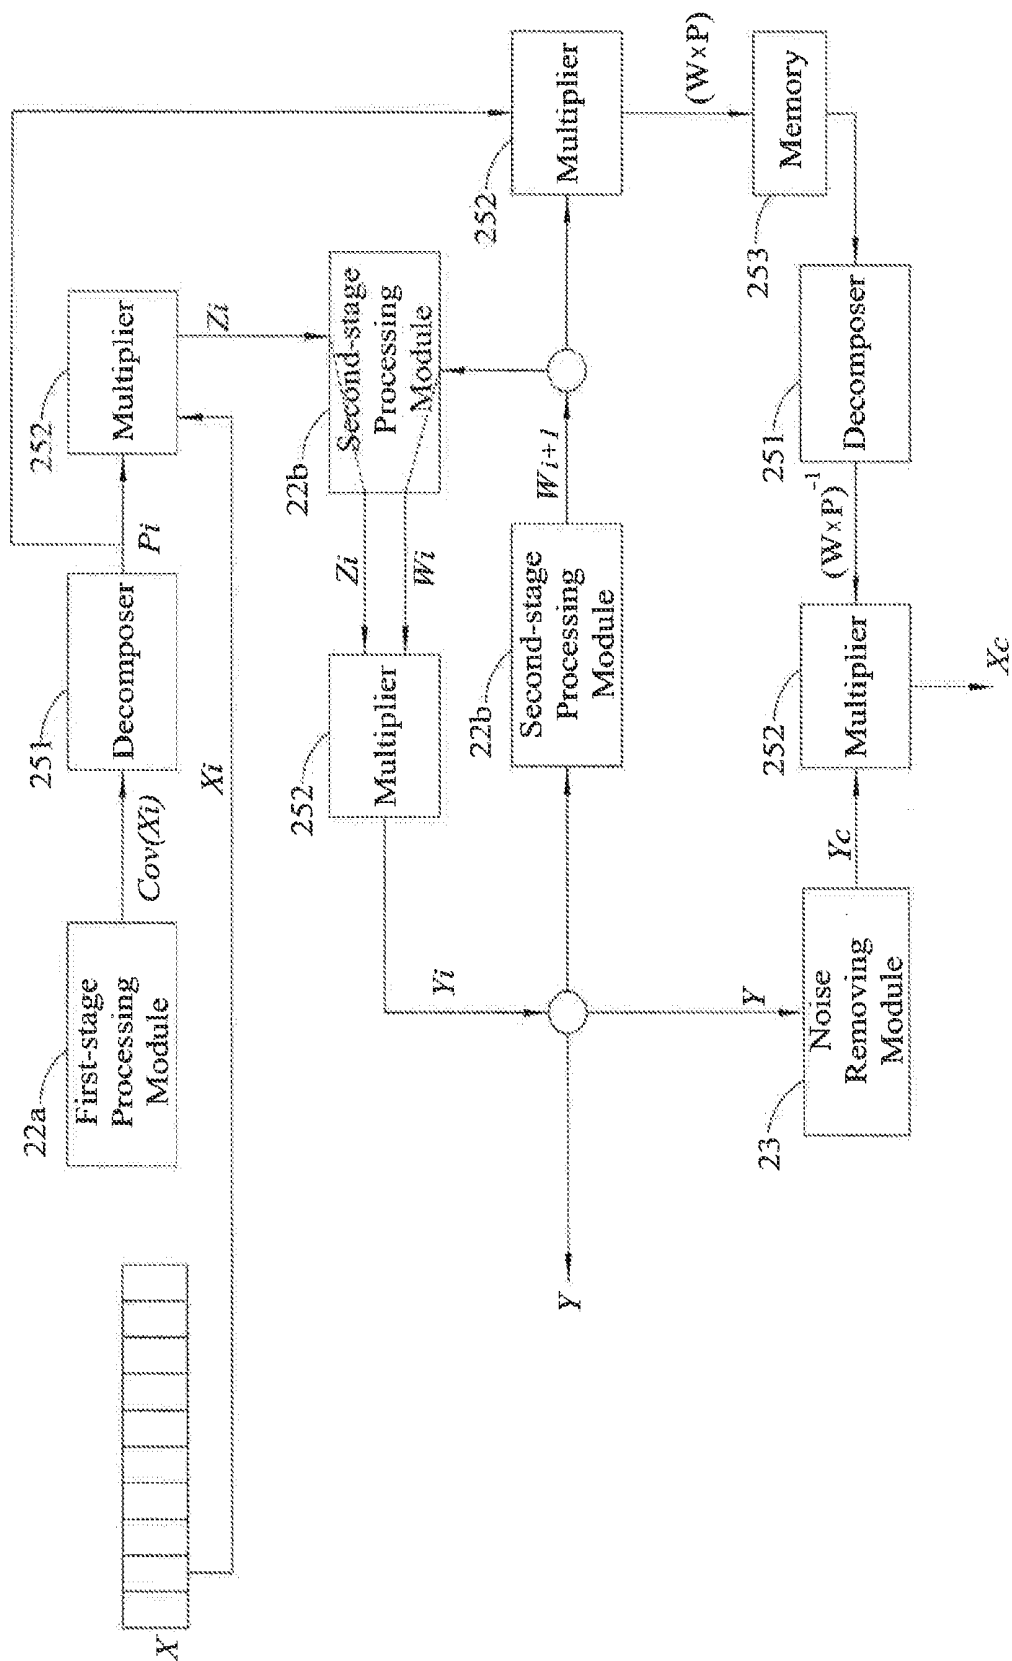 X
22a
First-stage
Processing
Module
Cov(Xi)
251
Decomposer
Pi
252
Multiplier
Xi
Zi
22b
Second-stage
Processing
Module
Zi
Wi
252
Multiplier
Yi
Y
22b
Second-stage
Processing
Module
Wi+1
252
Multiplier
(W×P)
253
Memory
251
Decomposer
(W×P)-1
252
Multiplier
Xc
Yc
Y
23
Noise
Removing
Module